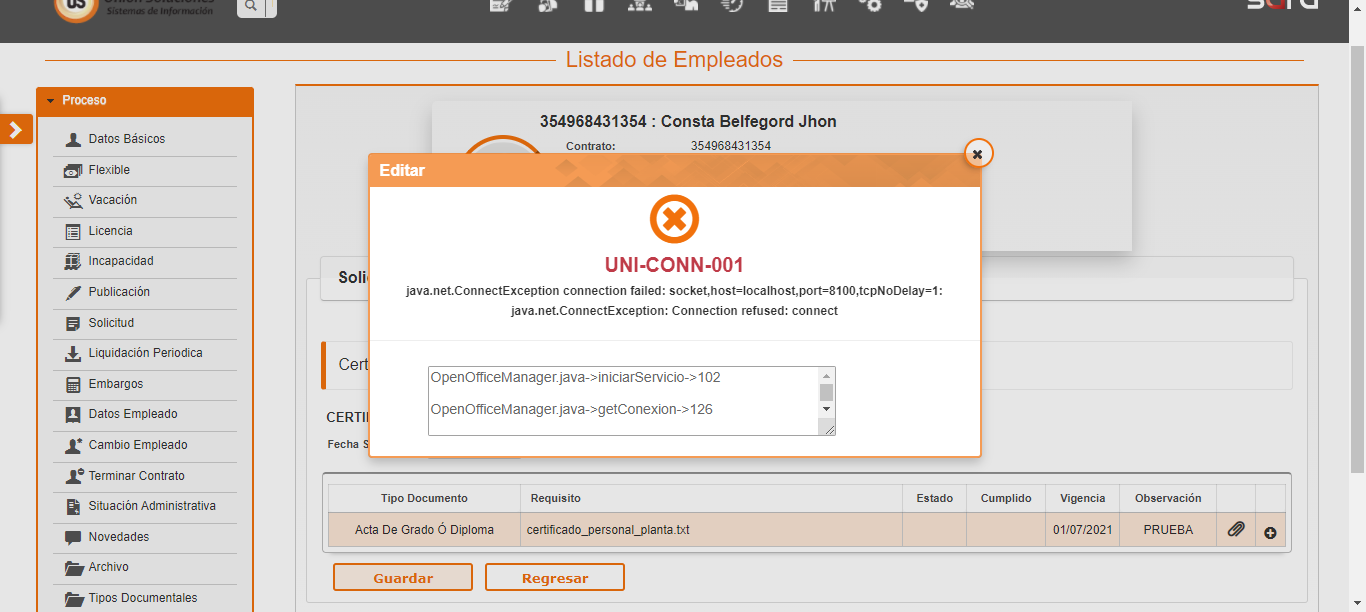 Unión Soluciones
Sistemas de Información
sara
Listado de Empleados
Proceso
Datos Básicos
Flexible
Vacación
Licencia
Incapacidad
Publicación
Solicitud
Liquidación Periodica
Embargos
Datos Empleado
Cambio Empleado
Terminar Contrato
Situación Administrativa
Novedades
Archivo
Tipos Documentales
354968431354 : Consta Belfegord Jhon
Contrato: 354968431354
Editar
UNI-CONN-001
java.net.ConnectException connection failed: socket,host=localhost,port=8100,tcpNoDelay=1:
java.net.ConnectException: Connection refused: connect
OpenOfficeManager.java->iniciarServicio->102
OpenOfficeManager.java->getConexion->126
Soli
Cert
CERTI
Fecha S
Tipo Documento Requisito Estado Cumplido Vigencia Observación
Acta De Grado Ó Diploma certificado_personal_planta.txt 01/07/2021 PRUEBA
Guardar Regresar